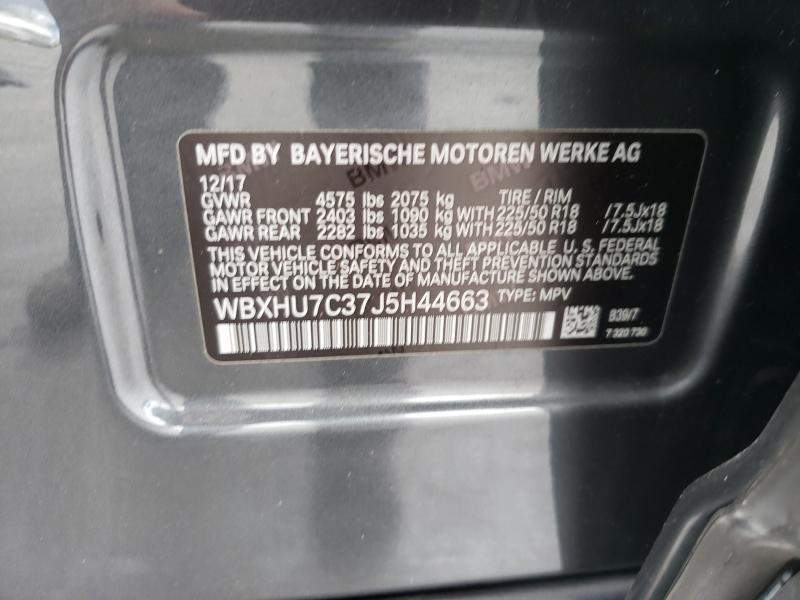 MFD BY BAYERISCHE MOTOREN WERKE AG
12/17
GVWR 4575 lbs 2075 kg TIRE / RIM
GAWR FRONT 2403 lbs 1090 kg WITH 225/50 R18 /7.5Jx18
GAWR REAR 2282 lbs 1035 kg WITH 225/50 R18 /7.5Jx18
THIS VEHICLE CONFORMS TO ALL APPLICABLE U. S. FEDERAL
MOTOR VEHICLE SAFETY AND THEFT PREVENTION STANDARDS
IN EFFECT ON THE DATE OF MANUFACTURE SHOWN ABOVE.
WBXHU7C37J5H44663 TYPE: MPV
B39/7
7 320 730